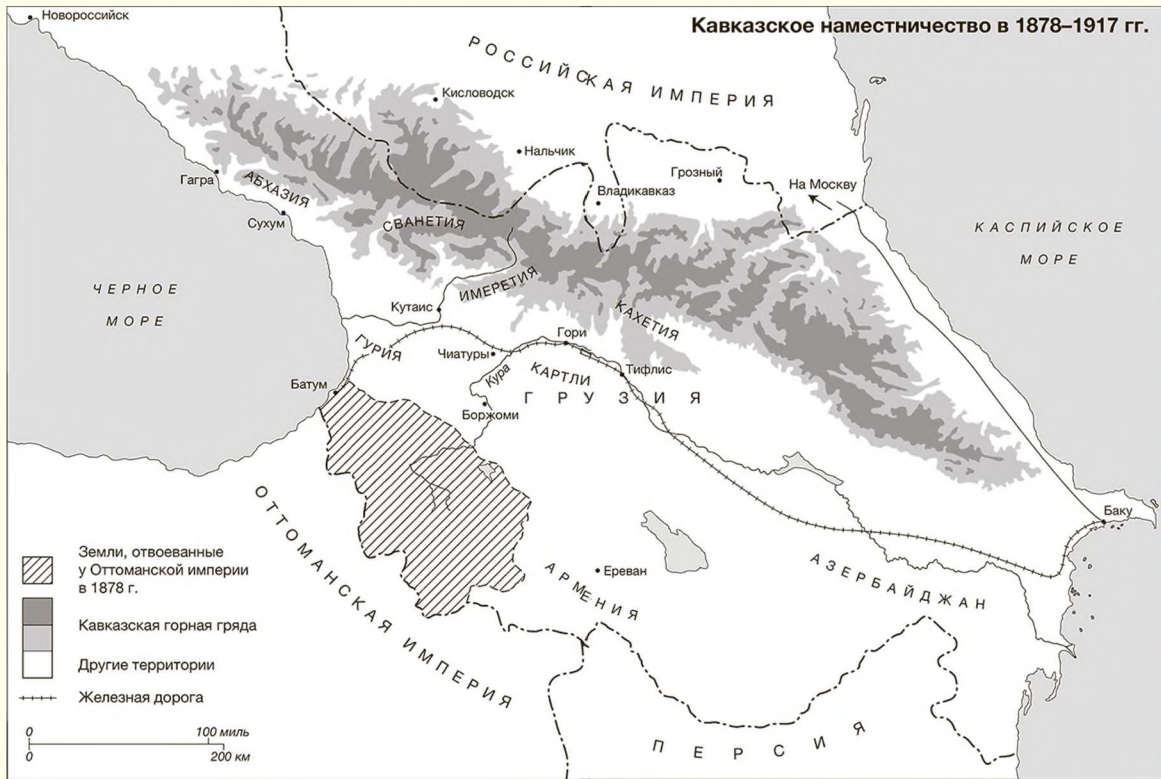 Кавказское наместничество в 1878–1917 гг.
Новороссийск
РОССИЙСКАЯ ИМПЕРИЯ
Кисловодск
Нальчик
Грозный
На Москву
Владикавказ
Гагра
АБХАЗИЯ
Сухум
СВАНЕТИЯ
КАСПИЙСКОЕ
МОРЕ
ЧЕРНОЕ
МОРЕ
ИМЕРЕТИЯ
Кутаис
КАХЕТИЯ
ГУРИЯ
Гори
Чиатуры
Кура
КАРТЛИ
Тифлис
Батум
ГРУЗИЯ
Боржоми
ОТТОМАНСКАЯ ИМПЕРИЯ
Баку
Ереван
АРМЕНИЯ
АЗЕРБАЙДЖАН
ПЕРСИЯ
Земли, отвоеванные
у Оттоманской империи
в 1878 г.
Кавказская горная гряда
Другие территории
Железная дорога
0 100 миль
0 200 км